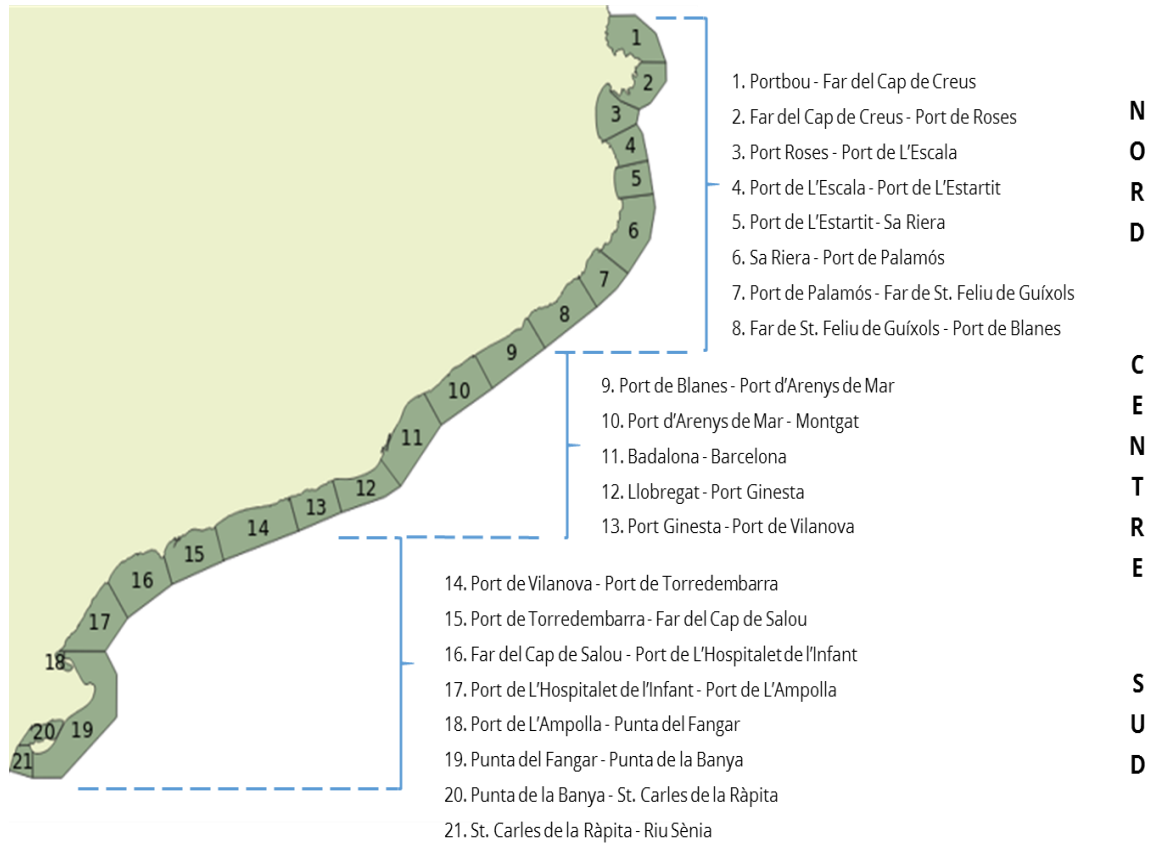 1
2
3
4
5
6
7
8
9
10
11
12
13
14
15
16
17
18
19
20
21
1. Portbou - Far del Cap de Creus
2. Far del Cap de Creus - Port de Roses
3. Port Roses - Port de L'Escala
4. Port de L'Escala - Port de L'Estartit
5. Port de L'Estartit - Sa Riera
6. Sa Riera - Port de Palamós
7. Port de Palamós - Far de St. Feliu de Guíxols
8. Far de St. Feliu de Guíxols - Port de Blanes
NORD
9. Port de Blanes - Port d'Arenys de Mar
10. Port d'Arenys de Mar - Montgat
11. Badalona - Barcelona
12. Llobregat - Port Ginesta
13. Port Ginesta - Port de Vilanova
CENTRE
14. Port de Vilanova - Port de Torredembarra
15. Port de Torredembarra - Far del Cap de Salou
16. Far del Cap de Salou - Port de L'Hospitalet de l'Infant
17. Port de L'Hospitalet de l'Infant - Port de L'Ampolla
18. Port de L'Ampolla - Punta del Fangar
19. Punta del Fangar - Punta de la Banya
20. Punta de la Banya - St. Carles de la Ràpita
21. St. Carles de la Ràpita - Riu Sènia
SUD